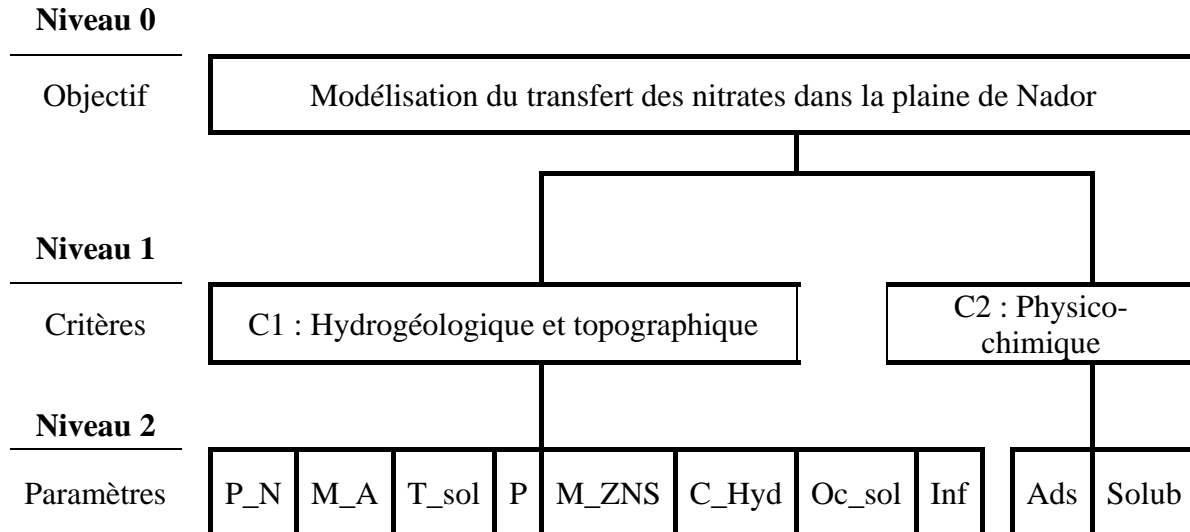 Niveau 0
Objectif
Modélisation du transfert des nitrates dans la plaine de Nador
Niveau 1
Critères
C1 : Hydrogéologique et topographique
C2 : Physico-
chimique
Niveau 2
Paramètres
P_N
M_A
T_sol
P
M_ZNS
C_Hyd
Oc_sol
Inf
Ads
Solub